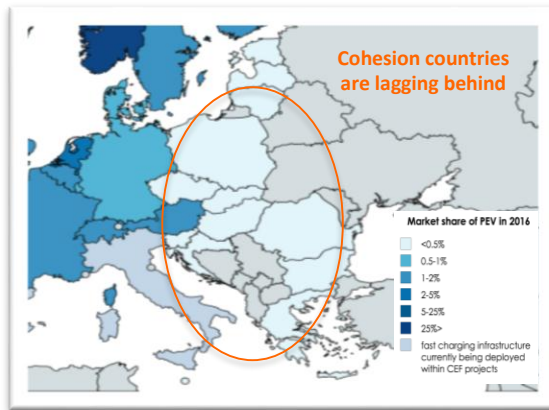 Cohesion countries
are lagging behind
Market share of PEV in 2016
<0.5%
0.5-1%
1-2%
2-5%
5-25%
25%>
fast charging infrastructure
currently being deployed
within CEF projects